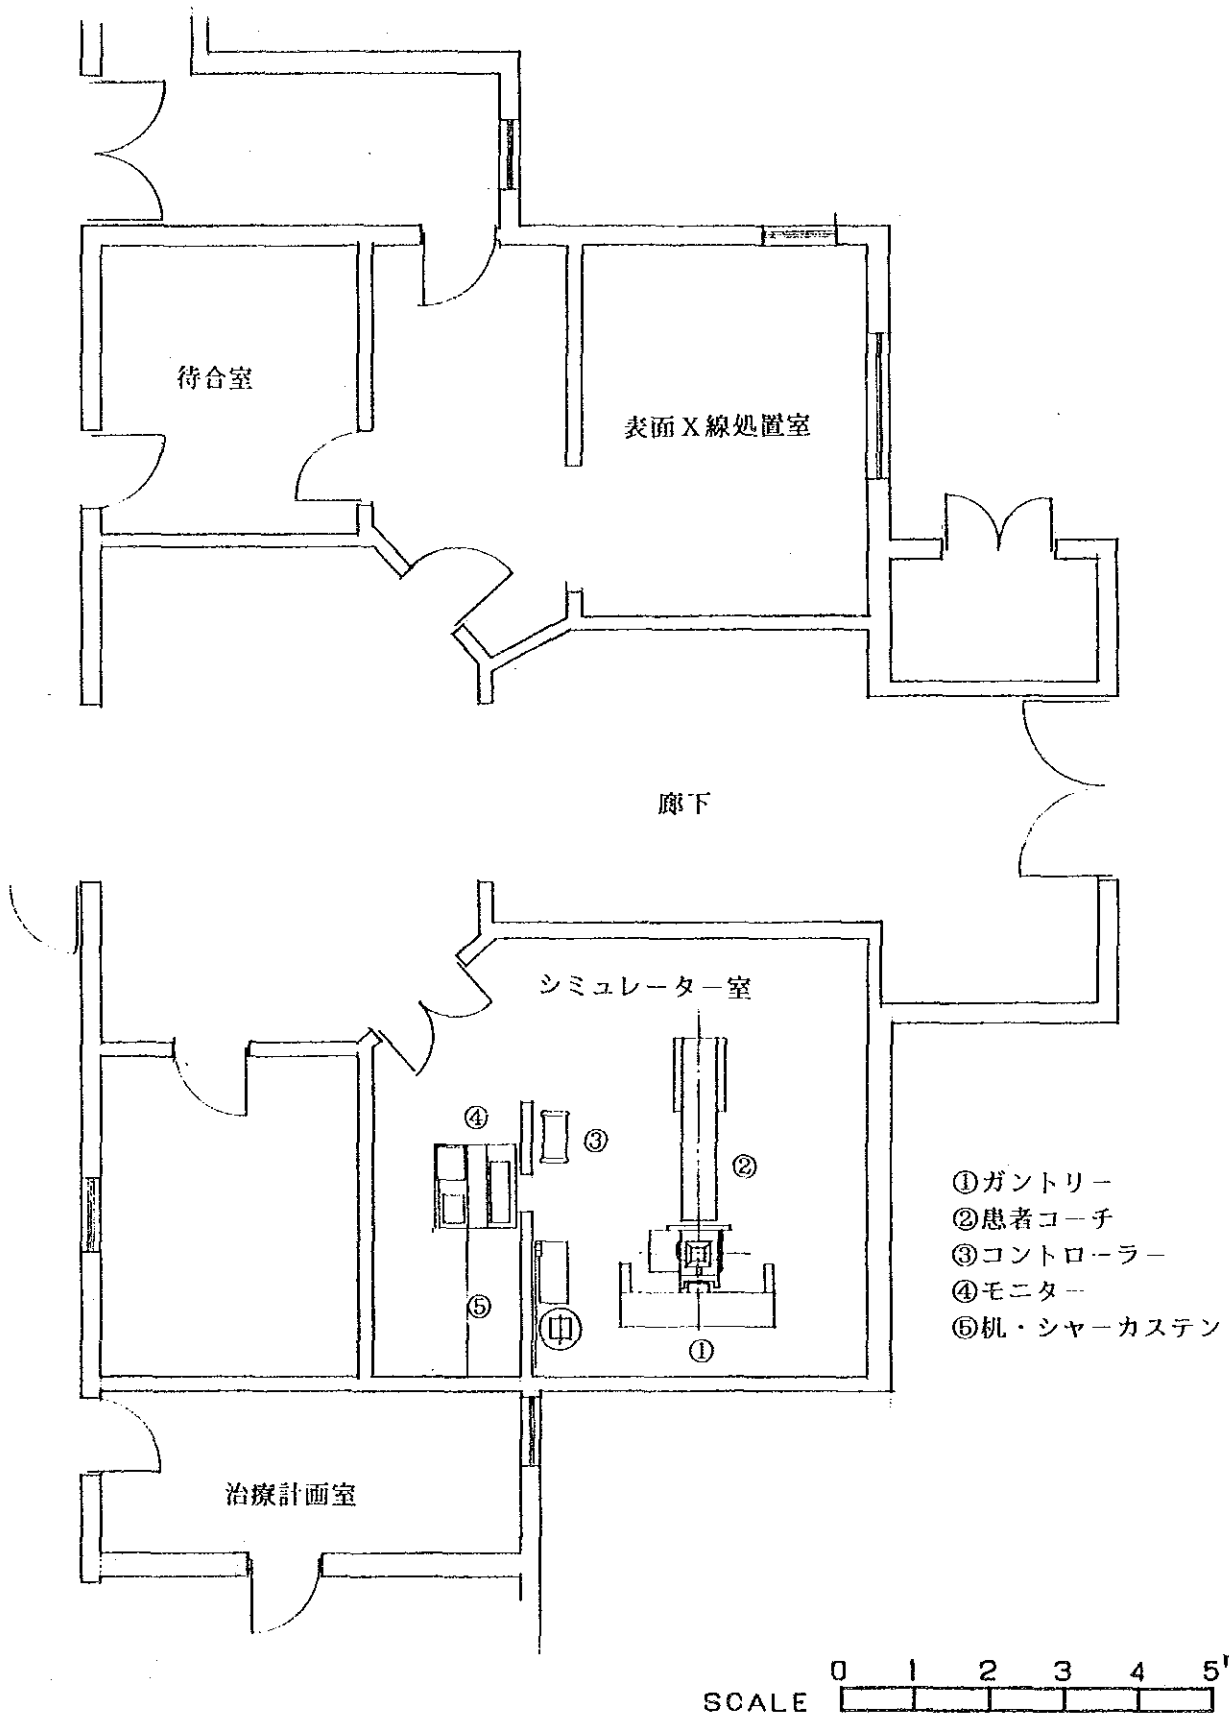 待合室
表面X線処置室
廊下
シミュレーター室
④
③
②
⑤
①
①ガントリー
②患者コーチ
③コントローラー
④モニター
⑤机・シャーカステン
治療計画室
0 1 2 3 4 5'
SCALE